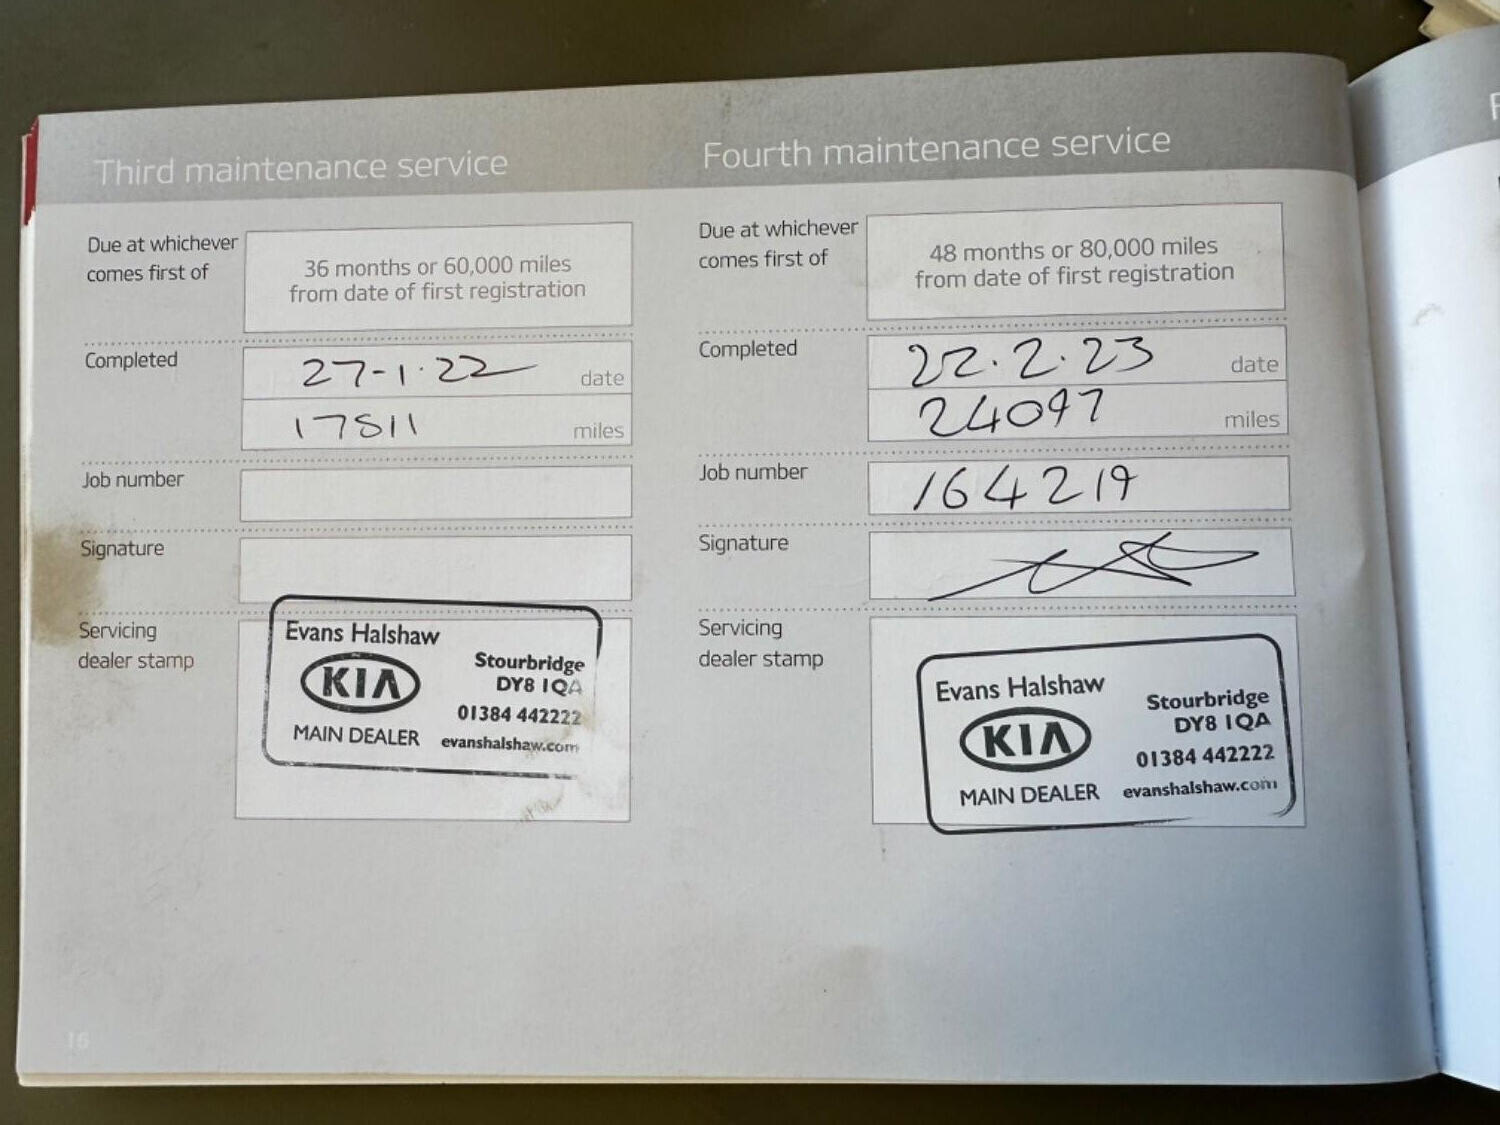 Third maintenance service
Due at whichever
comes first of
36 months or 60,000 miles
from date of first registration
Completed
27-1.22
date
17511
miles
Job number
Signature
Servicing
dealer stamp
Evans Halshaw
KIA
MAIN DEALER
Stourbridge
DY8 1QA
01384 442222
evanshalshaw.com
16
Fourth maintenance service
Due at whichever
comes first of
48 months or 80,000 miles
from date of first registration
Completed
22.2.23
date
24097
miles
Job number
164219
Signature
Servicing
dealer stamp
Evans Halshaw
KIA
MAIN DEALER
Stourbridge
DY8 1QA
01384 442222
evanshalshaw.com
F